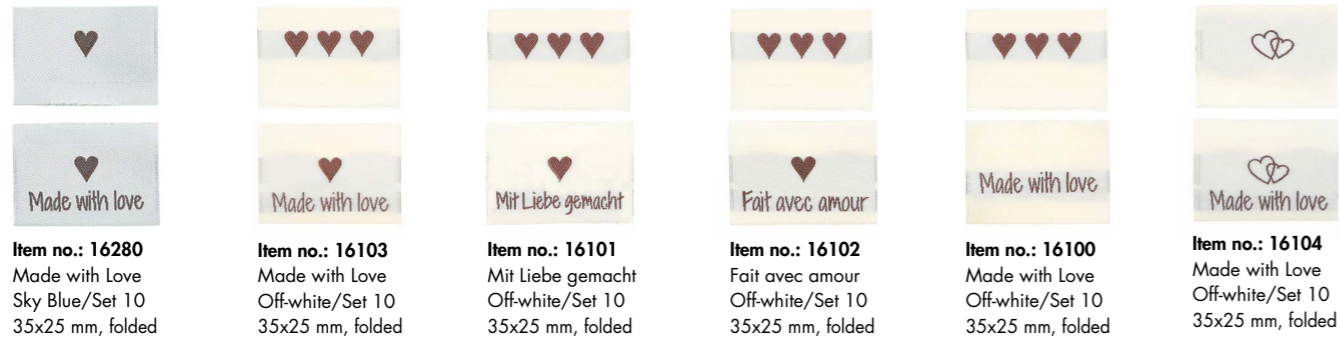 Made with love
Made with love
Mit Liebe gemacht
Fait avec amour
Made with love
Made with love
Item no.: 16280
Made with Love
Sky Blue/Set 10
35x25 mm, folded
Item no.: 16103
Made with Love
Off-white/Set 10
35x25 mm, folded
Item no.: 16101
Mit Liebe gemacht
Off-white/Set 10
35x25 mm, folded
Item no.: 16102
Fait avec amour
Off-white/Set 10
35x25 mm, folded
Item no.: 16100
Made with Love
Off-white/Set 10
35x25 mm, folded
Item no.: 16104
Made with Love
Off-white/Set 10
35x25 mm, folded